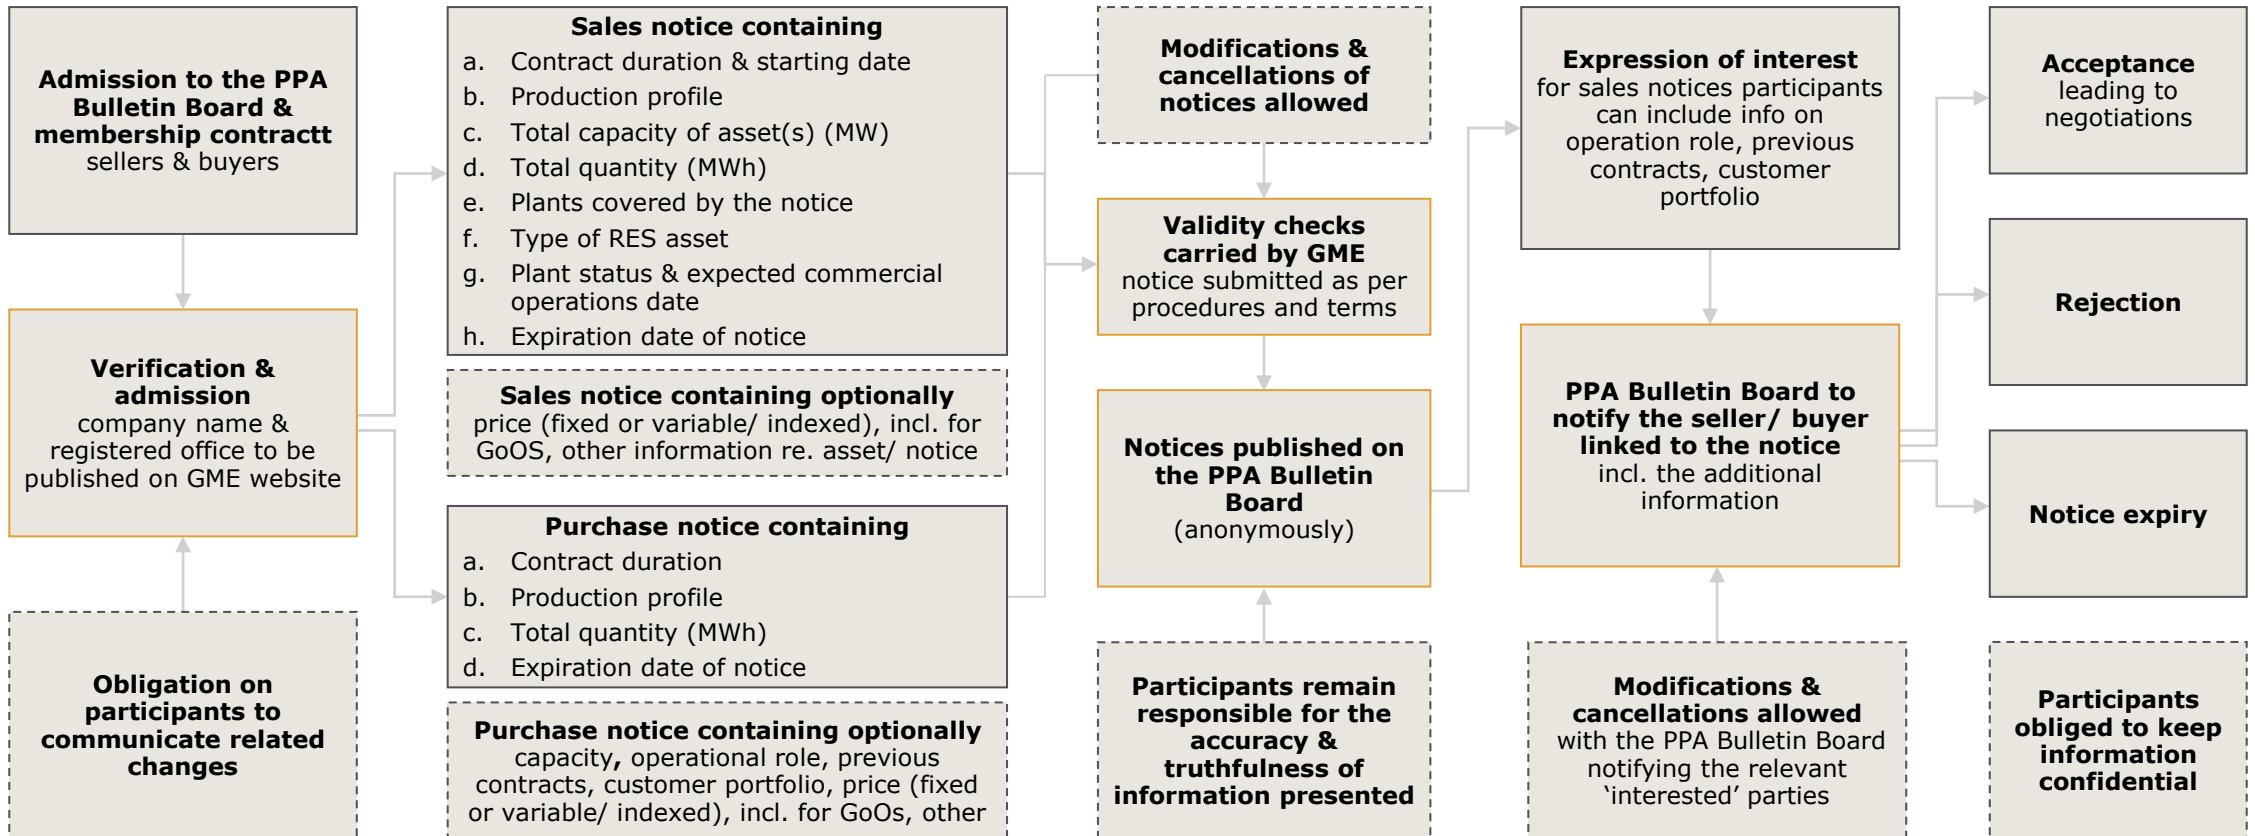 Admission to the PPA
Bulletin Board &
membership contractt
sellers & buyers
Verification &
admission
company name &
registered office to be
published on GME website
Obligation on
participants to
communicate related
changes
Sales notice containing
a. Contract duration & starting date
b. Production profile
c. Total capacity of asset(s) (MW)
d. Total quantity (MWh)
e. Plants covered by the notice
f. Type of RES asset
g. Plant status & expected commercial
operations date
h. Expiration date of notice
Sales notice containing optionally
price (fixed or variable/ indexed), incl. for
GoOS, other information re. asset/ notice
Purchase notice containing
a. Contract duration
b. Production profile
c. Total quantity (MWh)
d. Expiration date of notice
Purchase notice containing optionally
capacity, operational role, previous
contracts, customer portfolio, price (fixed
or variable/ indexed), incl. for GoOs, other
Modifications &
cancellations of
notices allowed
Validity checks
carried by GME
notice submitted as per
procedures and terms
Notices published on
the PPA Bulletin
Board
(anonymously)
Participants remain
responsible for the
accuracy &
truthfulness of
information presented
Expression of interest
for sales notices participants
can include info on
operation role, previous
contracts, customer
portfolio
PPA Bulletin Board to
notify the seller/ buyer
linked to the notice
incl. the additional
information
Modifications &
cancellations allowed
with the PPA Bulletin Board
notifying the relevant
‘interested’ parties
Acceptance
leading to
negotiations
Rejection
Notice expiry
Participants
obliged to keep
information
confidential